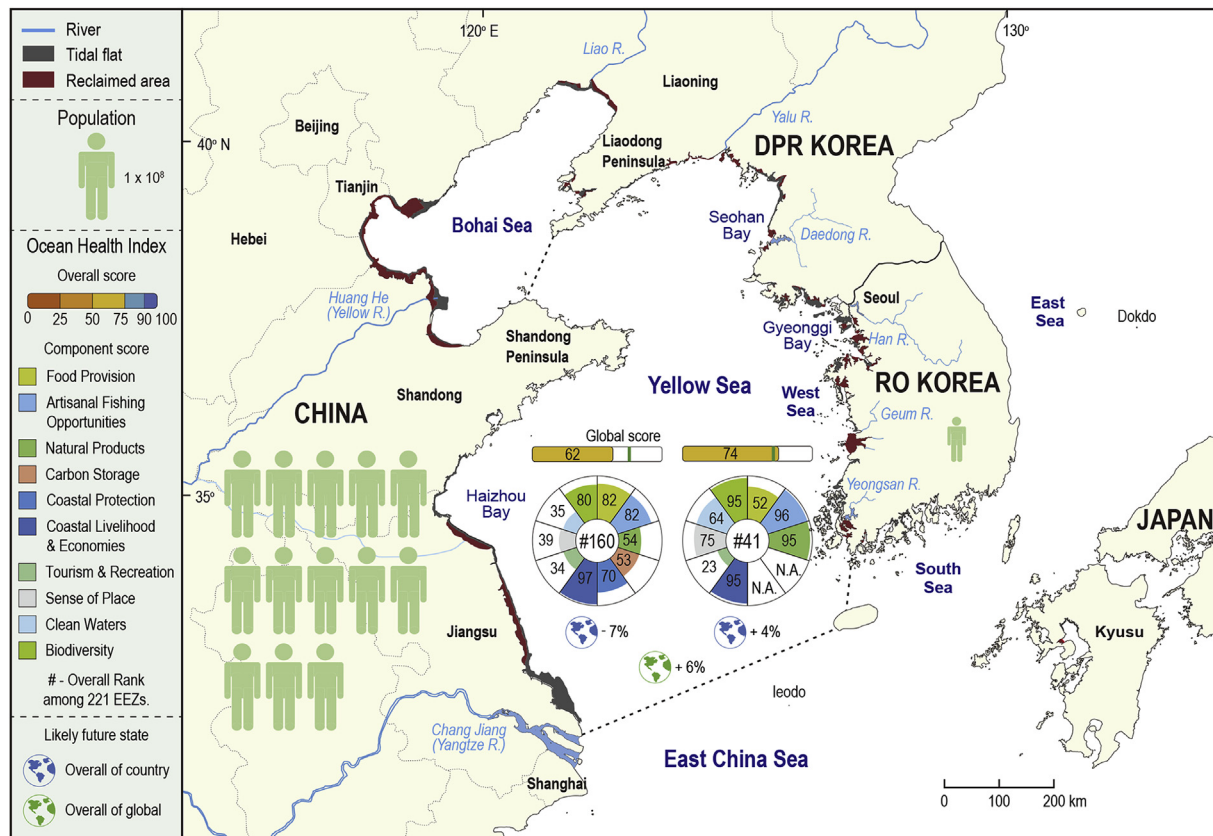 River
Tidal flat
Reclaimed area
Population
1 x 10⁸
Ocean Health Index
Overall score
0 25 50 75 90 100
Component score
Food Provision
Artisanal Fishing
Opportunities
Natural Products
Carbon Storage
Coastal Protection
Coastal Livelihood
& Economies
Tourism & Recreation
Sense of Place
Clean Waters
Biodiversity
# - Overall Rank
among 221 EEZs.
Likely future state
Overall of country
Overall of global
120° E
130°
40° N
35°
Liao R.
Liaoning
Beijing
Yalu R.
Liaodong
Peninsula
DPR KOREA
Tianjin
Bohai Sea
Seohan
Bay
Daedong R.
Hebei
Huang He
(Yellow R.)
Seoul
East
Sea
Dokdo
Gyeonggi
Bay
Han R.
Shandong
Peninsula
Yellow Sea
West
Sea
RO KOREA
Shandong
CHINA
Geum R.
Global score
62
74
Yeongsan R.
Haizhou
Bay
80
82
82
54
53
70
97
34
39
35
#160
95
52
96
95
N.A.
N.A.
95
23
75
64
#41
JAPAN
South
Sea
Kyusu
Jiangsu
- 7%
+ 4%
+ 6%
Ieodo
Chang Jiang
(Yangtze R.)
East China Sea
Shanghai
0 100 200 km